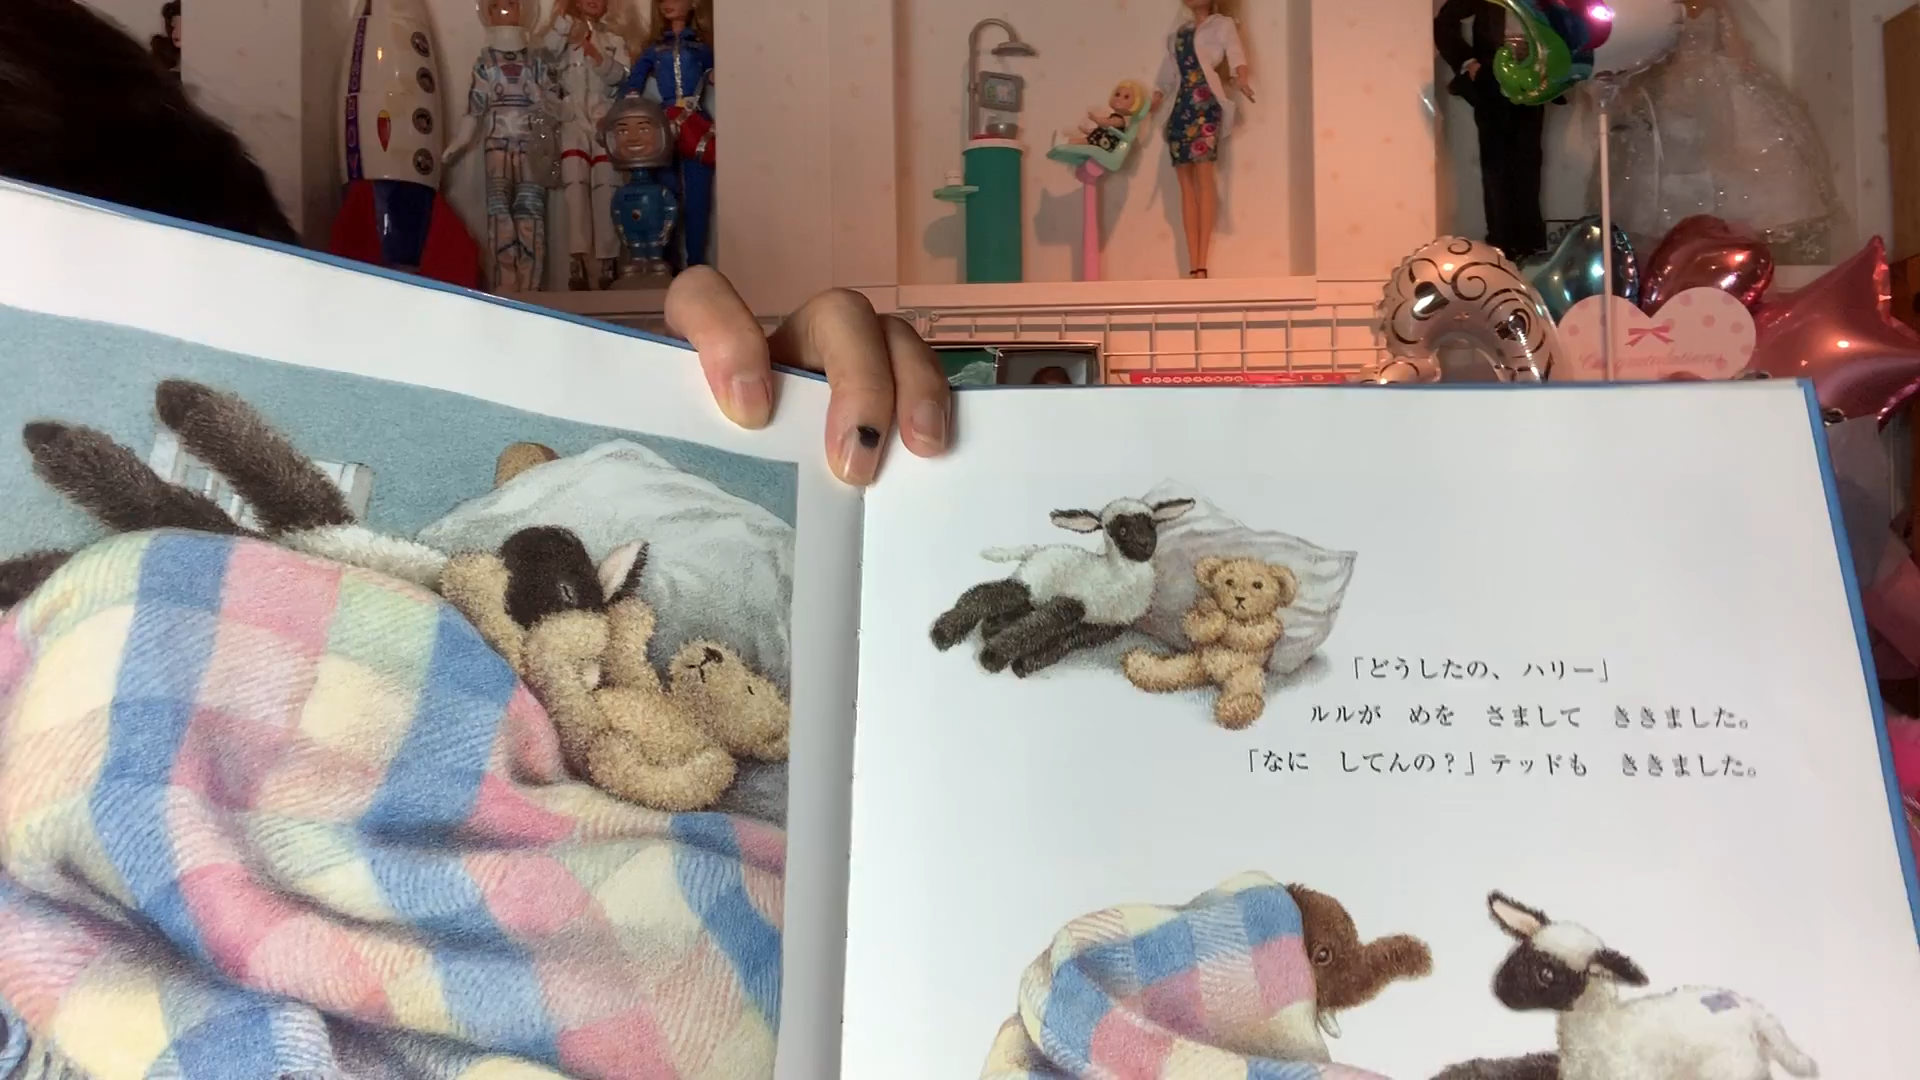 「どうしたの、ハリー」
ルルが　めを　さまして　ききました。
「なに　してんの？」テッドも　ききました。